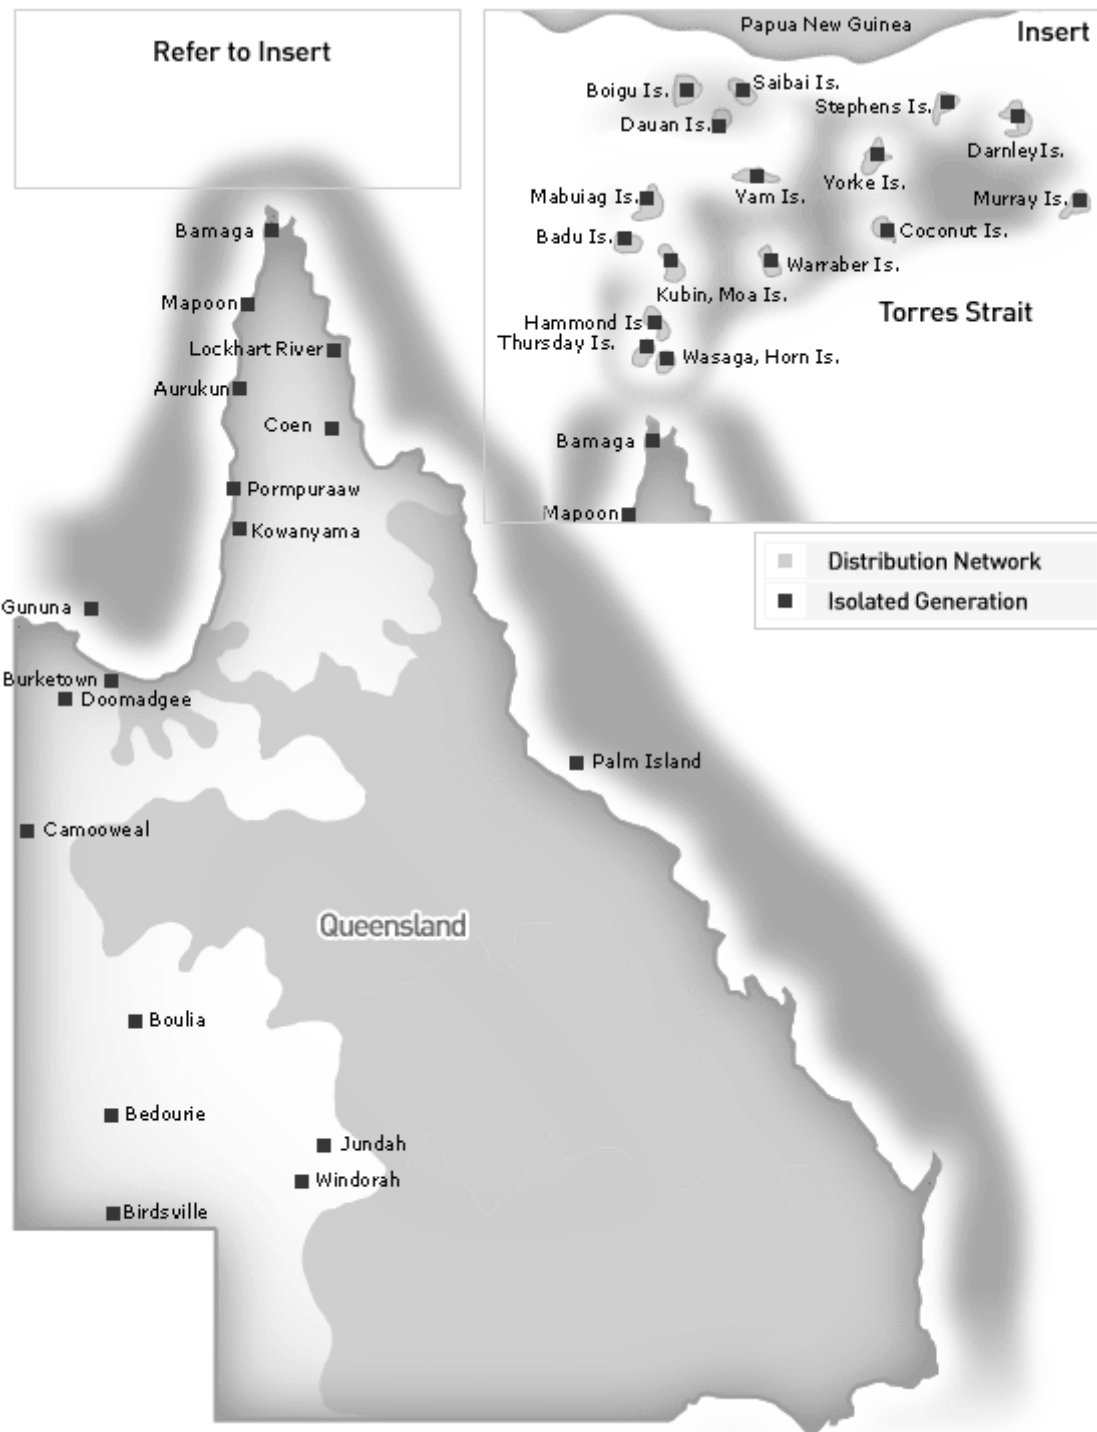 Refer to Insert
Papua New Guinea
Insert
Boigu Is.
Saibai Is.
Stephens Is.
Dauan Is.
Darnley Is.
Yorke Is.
Mabuiag Is.
Yam Is.
Murray Is.
Badu Is.
Coconut Is.
Warraber Is.
Kubin, Moa Is.
Torres Strait
Hammond Is
Thursday Is.
Wasaga, Horn Is.
Bamaga
Mapoon
Distribution Network
Isolated Generation
Bamaga
Mapoon
Lockhart River
Aurukun
Coen
Pormpuraaw
Kowanyama
Gununa
Burketown
Doomadgee
Palm Island
Camooweal
Queensland
Boulia
Bedourie
Jundah
Windorah
Birdsville